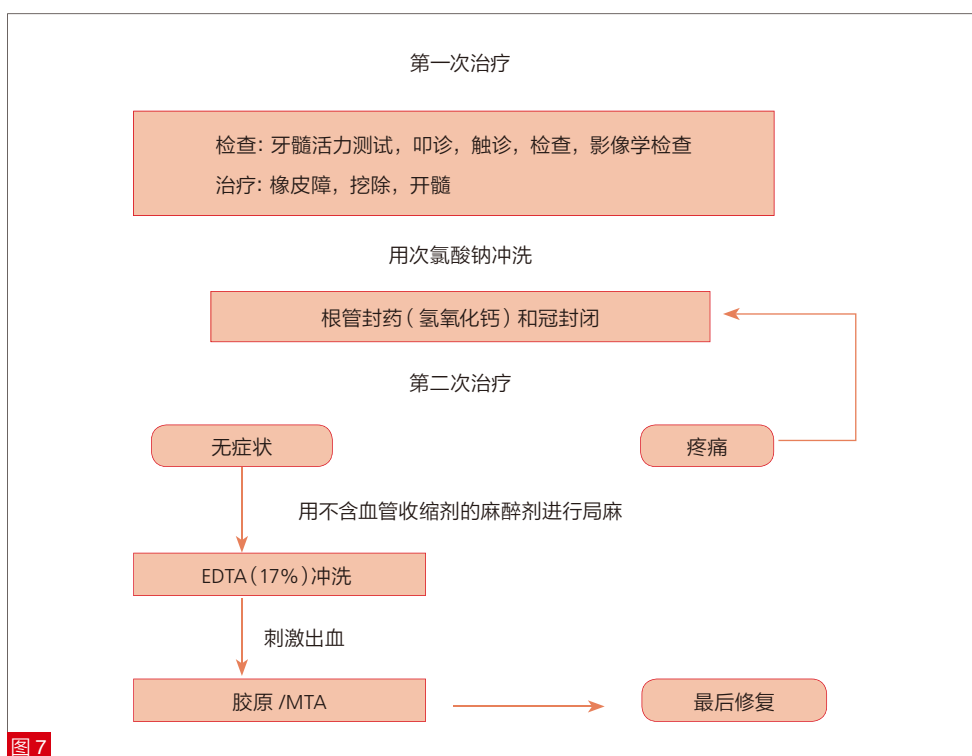 第一次治疗
检查: 牙髓活力测试，叩诊，触诊，检查，影像学检查
治疗: 橡皮障，挖除，开髓
用次氯酸钠冲洗
根管封药（氢氧化钙）和冠封闭
第二次治疗
无症状
疼痛
用不含血管收缩剂的麻醉剂进行局麻
EDTA（17%）冲洗
刺激出血
胶原 /MTA
最后修复
图 7